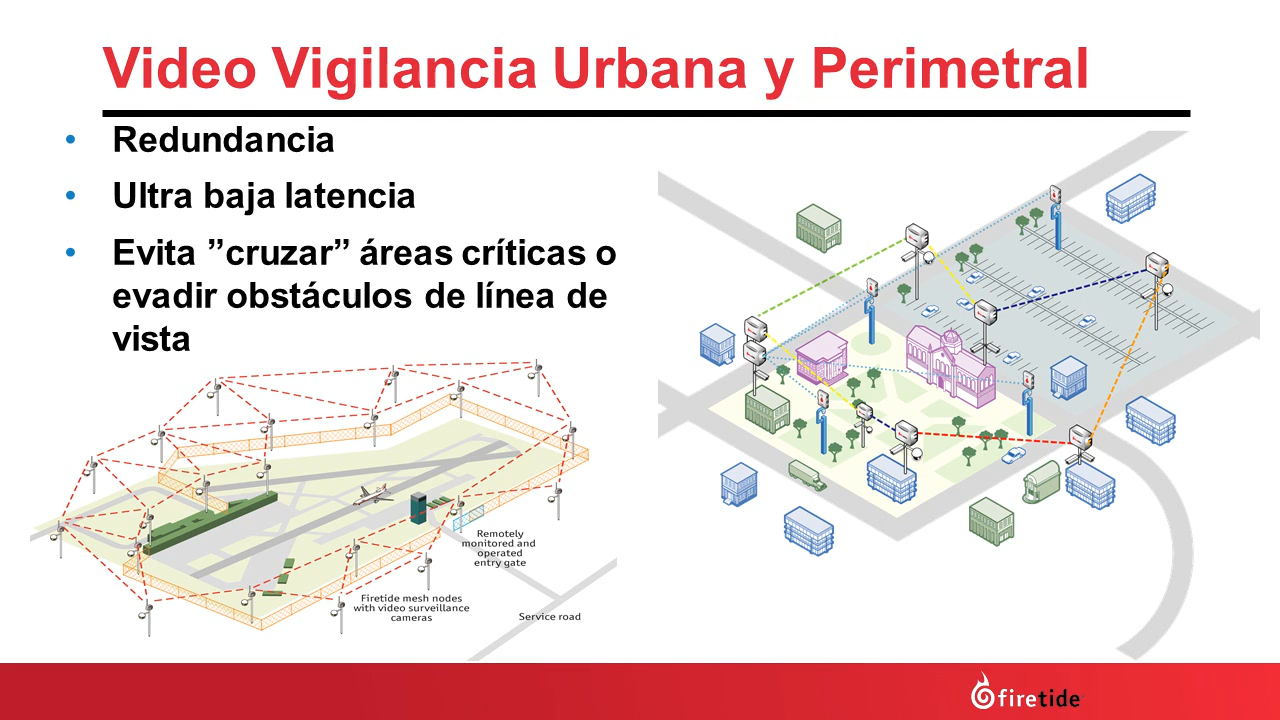 Video Vigilancia Urbana y Perimetral
• Redundancia
• Ultra baja latencia
• Evita ”cruzar” áreas críticas o
evadir obstáculos de línea de
vista
Remotely
monitored and
operated
entry gate
Firetide mesh nodes
with video surveillance
cameras
Service road
firetide